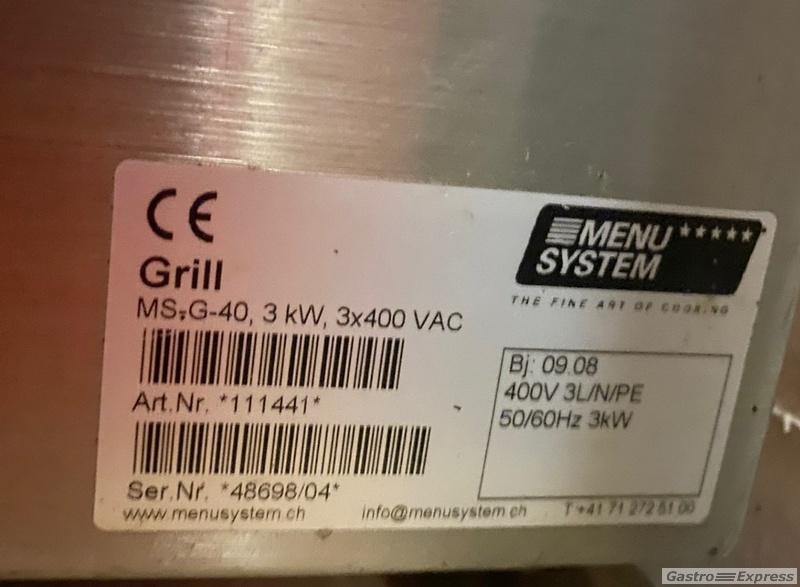 CE
Grill
MS-G-40, 3 kW, 3x400 VAC
Art.Nr. *111441*
Ser.Nr. *48698/04*
www.menusystem.ch
info@menusystem.ch
T +41 71 272 51 00
MENU
SYSTEM
THE FINE ART OF COOKING
Bj: 09.08
400V 3L/N/PE
50/60Hz 3kW
Gastro Express